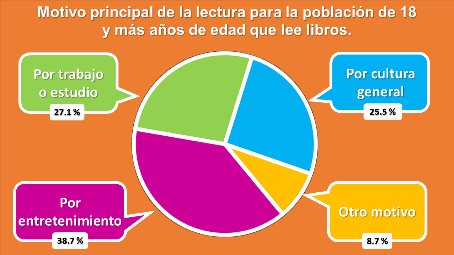 Motivo principal de la lectura para la población de 18
y más años de edad que lee libros.
Por trabajo
o estudio
27.1 %
Por cultura
general
25.5 %
Por
entretenimiento
38.7 %
Otro motivo
8.7 %